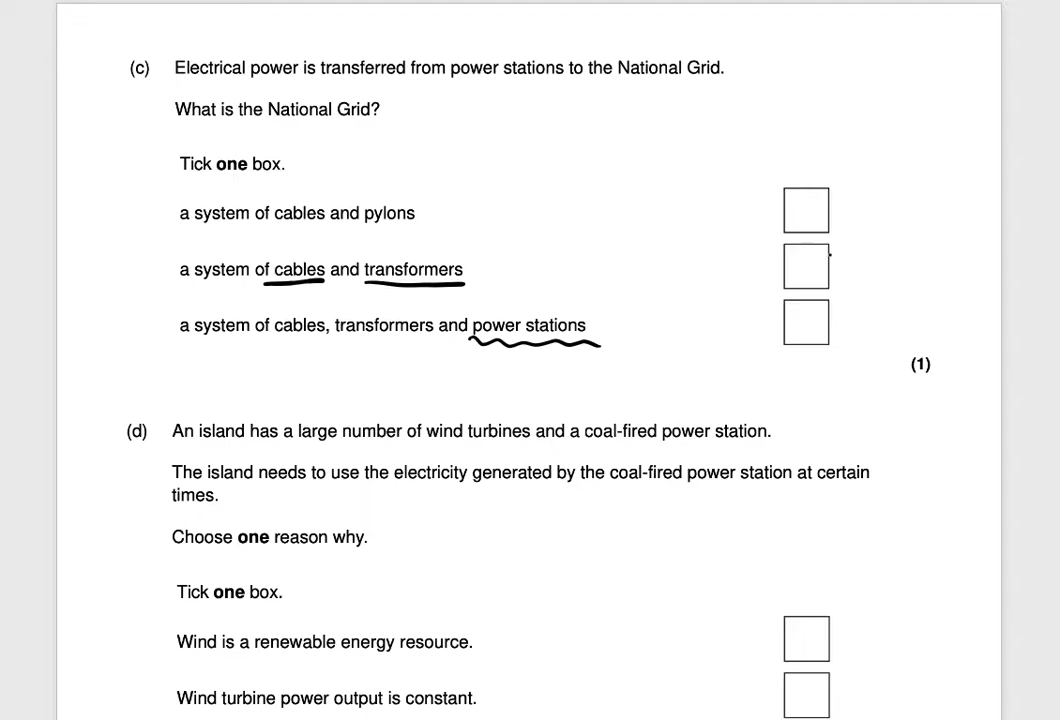 (c) Electrical power is transferred from power stations to the National Grid.
What is the National Grid?
Tick one box.
a system of cables and pylons
a system of cables and transformers
a system of cables, transformers and power stations
(1)
(d) An island has a large number of wind turbines and a coal-fired power station.
The island needs to use the electricity generated by the coal-fired power station at certain
times.
Choose one reason why.
Tick one box.
Wind is a renewable energy resource.
Wind turbine power output is constant.